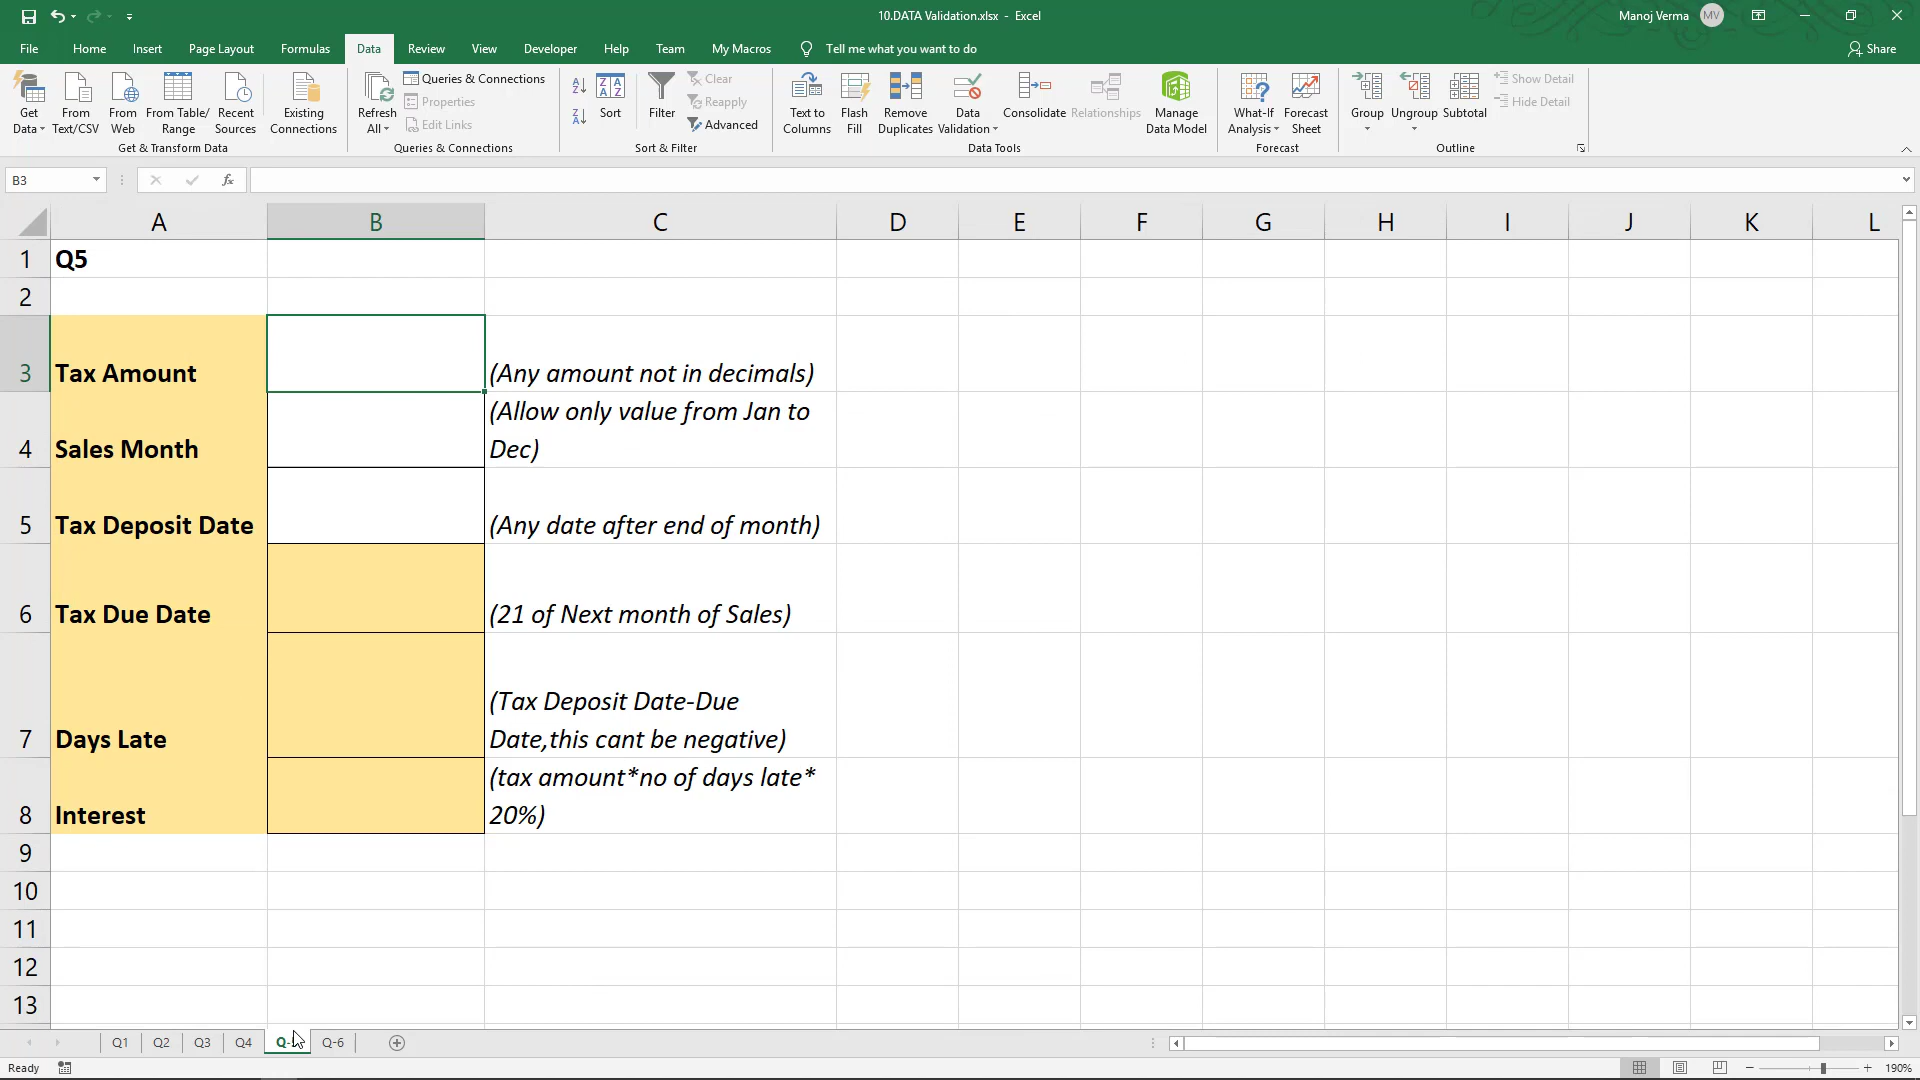 10.DATA Validation.xlsx - Excel
Manoj Verma MV
File Home Insert Page Layout Formulas Data Review View Developer Help Team My Macros Tell me what you want to do Share
Get Data
From Text/CSV
From Web
From Table/ Range
Recent Sources
Existing Connections
Get & Transform Data
Refresh All
Queries & Connections
Properties
Edit Links
Queries & Connections
Sort
Filter
Clear
Reapply
Advanced
Sort & Filter
Text to Columns
Flash Fill
Remove Duplicates
Data Validation
Consolidate
Relationships
Manage Data Model
Data Tools
What-If Analysis
Forecast Sheet
Forecast
Group
Ungroup
Subtotal
Show Detail
Hide Detail
Outline
B3
fx
A B C D E F G H I J K L
1 Q5
2
3 Tax Amount (Any amount not in decimals)
4 Sales Month (Allow only value from Jan to
Dec)
5 Tax Deposit Date (Any date after end of month)
6 Tax Due Date (21 of Next month of Sales)
7 Days Late (Tax Deposit Date-Due
Date,this cant be negative)
8 Interest (tax amount*no of days late*
20%)
9
10
11
12
13
Q1 Q2 Q3 Q4 Q- Q-6
Ready
190%